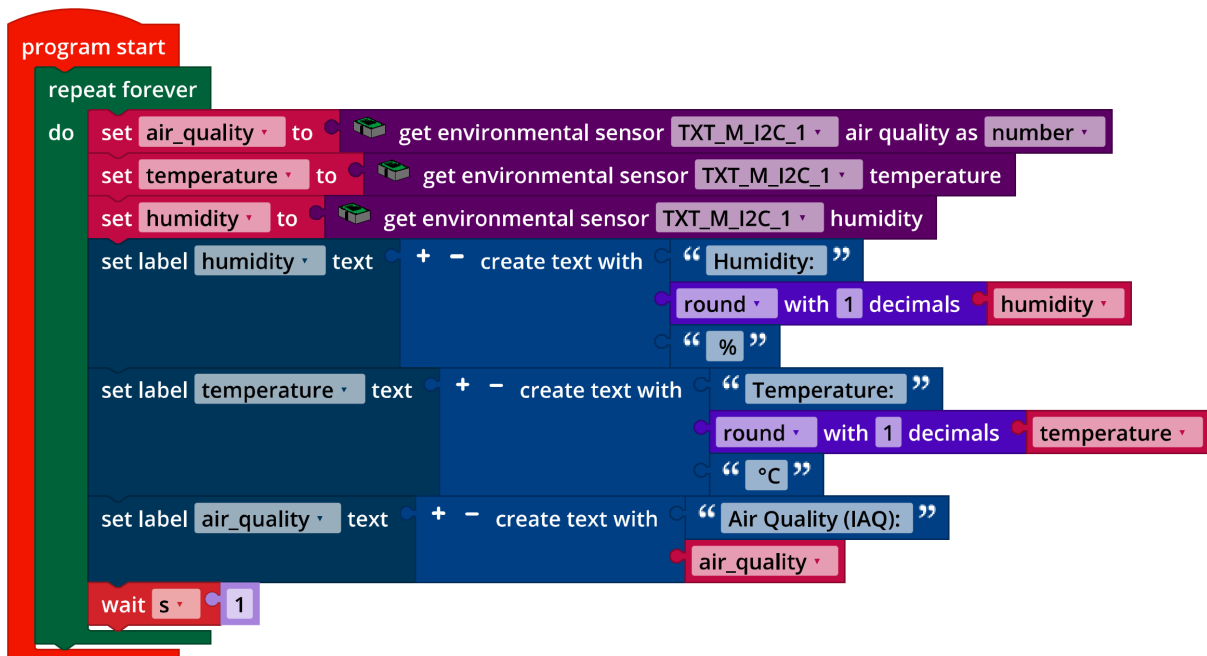 program start
repeat forever
do set air_quality to get environmental sensor TXT_M_I2C_1 air quality as number
set temperature to get environmental sensor TXT_M_I2C_1 temperature
set humidity to get environmental sensor TXT_M_I2C_1 humidity
set label humidity text + − create text with “ Humidity: ”
round with 1 decimals humidity
“ % ”
set label temperature text + − create text with “ Temperature: ”
round with 1 decimals temperature
“ °C ”
set label air_quality text + − create text with “ Air Quality (IAQ): ”
air_quality
wait s 1